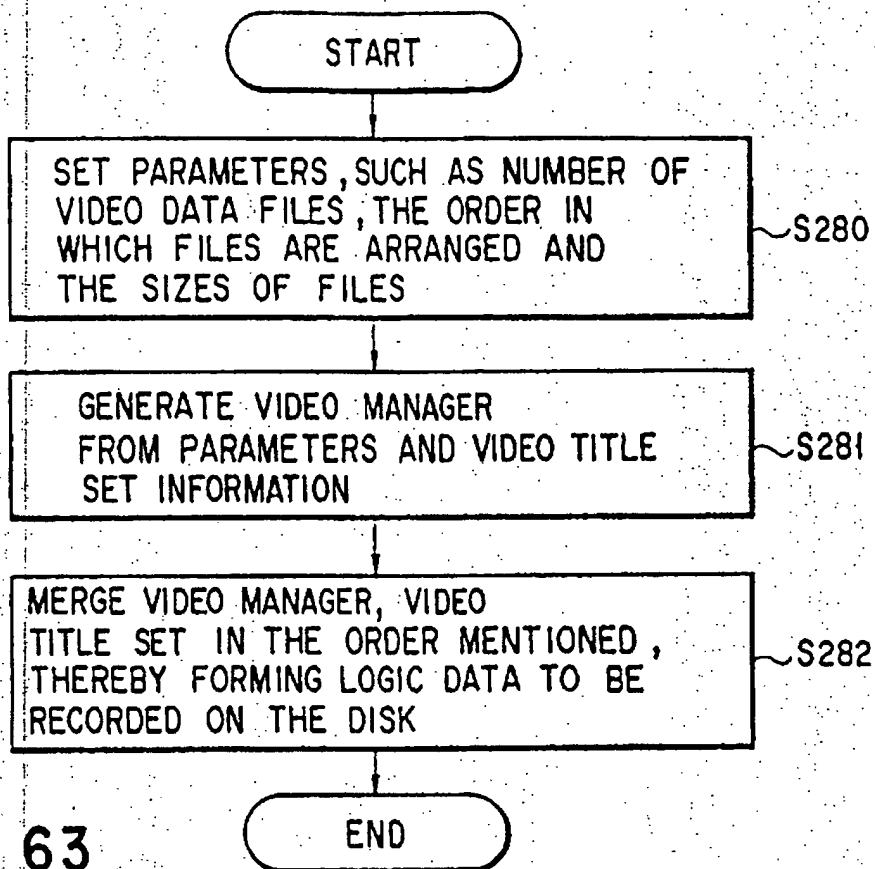 START
SET PARAMETERS, SUCH AS NUMBER OF
VIDEO DATA FILES, THE ORDER IN
WHICH FILES ARE ARRANGED AND
THE SIZES OF FILES
S280
GENERATE VIDEO MANAGER
FROM PARAMETERS AND VIDEO TITLE
SET INFORMATION
S281
MERGE VIDEO MANAGER, VIDEO
TITLE SET IN THE ORDER MENTIONED,
THEREBY FORMING LOGIC DATA TO BE
RECORDED ON THE DISK
S282
END
63